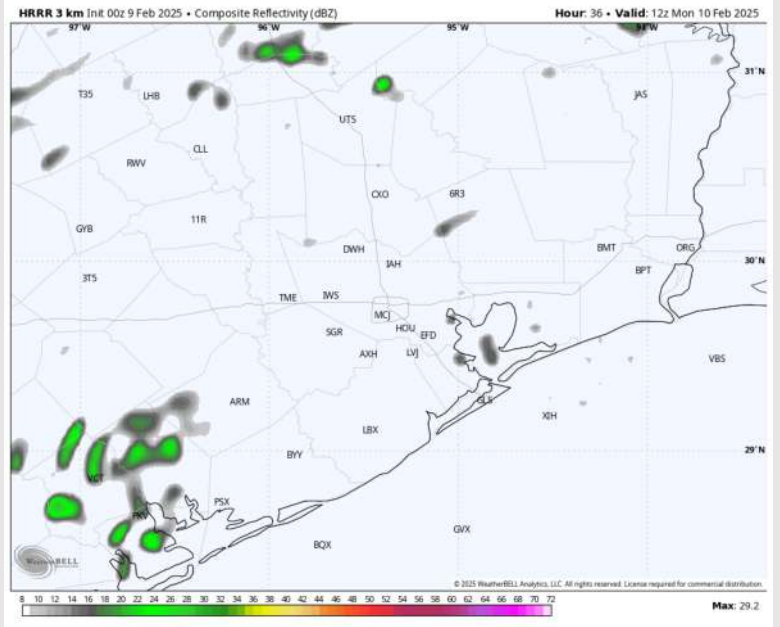 HRRR 3 km Init 00z 9 Feb 2025 • Composite Reflectivity (dBZ)
Hour: 36 • Valid: 12z Mon 10 Feb 2025
97°W 96°W 95°W 94°W
31°N
T35 LHB JAS
UTS
CLL
RWV
CXO 6R3
11R
GYB
DWH BMT ORG
30°N
IAH
BPT
3T5
TME IWS
MCJ
SGR HOU EFD
AXH LVJ
VBS
ARM GLS
XIH
LBX
29°N
BYY
VCT
PSX
PKV
GVX
BQX
WeatherBELL
© 2025 WeatherBELL Analytics, LLC. All rights reserved. License required for commercial distribution.
8 10 12 14 16 18 20 22 24 26 28 30 32 34 36 38 40 42 44 46 48 50 52 54 56 58 60 62 64 66 68 70 72
Max: 29.2